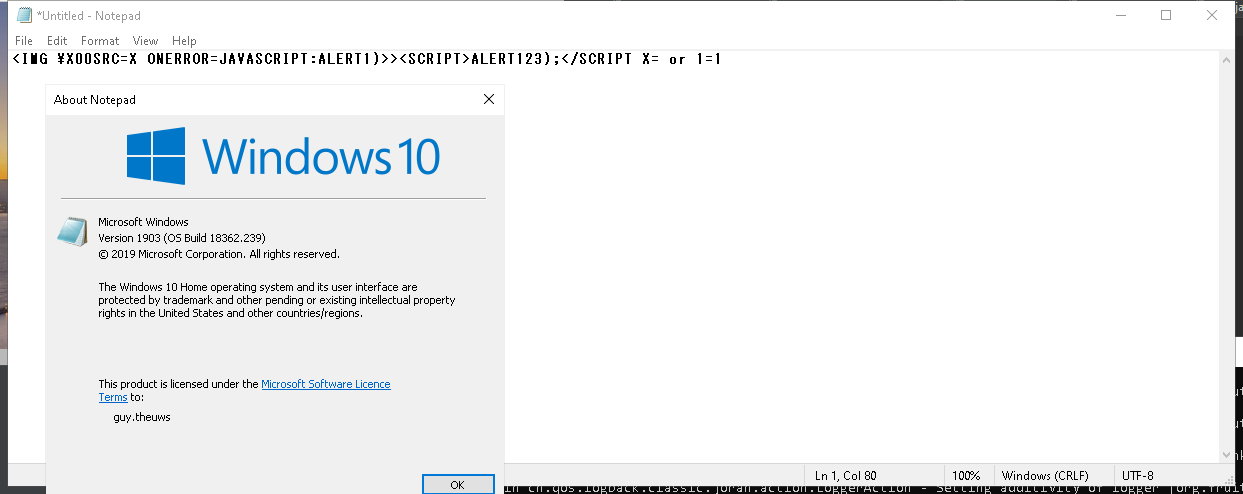 *Untitled - Notepad
File Edit Format View Help
<IMG ¥XOOSRC=X ONERROR=JAVASCRIPT:ALERT1)>><SCRIPT>ALERT123);</SCRIPT X= or 1=1
About Notepad
Windows 10
Microsoft Windows
Version 1903 (OS Build 18362.239)
© 2019 Microsoft Corporation. All rights reserved.
The Windows 10 Home operating system and its user interface are
protected by trademark and other pending or existing intellectual property
rights in the United States and other countries/regions.
This product is licensed under the Microsoft Software Licence
Terms to:
guy.theuws
OK
Ln 1, Col 80 100% Windows (CRLF) UTF-8
in ch.qos.logback.classic.joran.action.LoggerAction - Setting additivity of logger